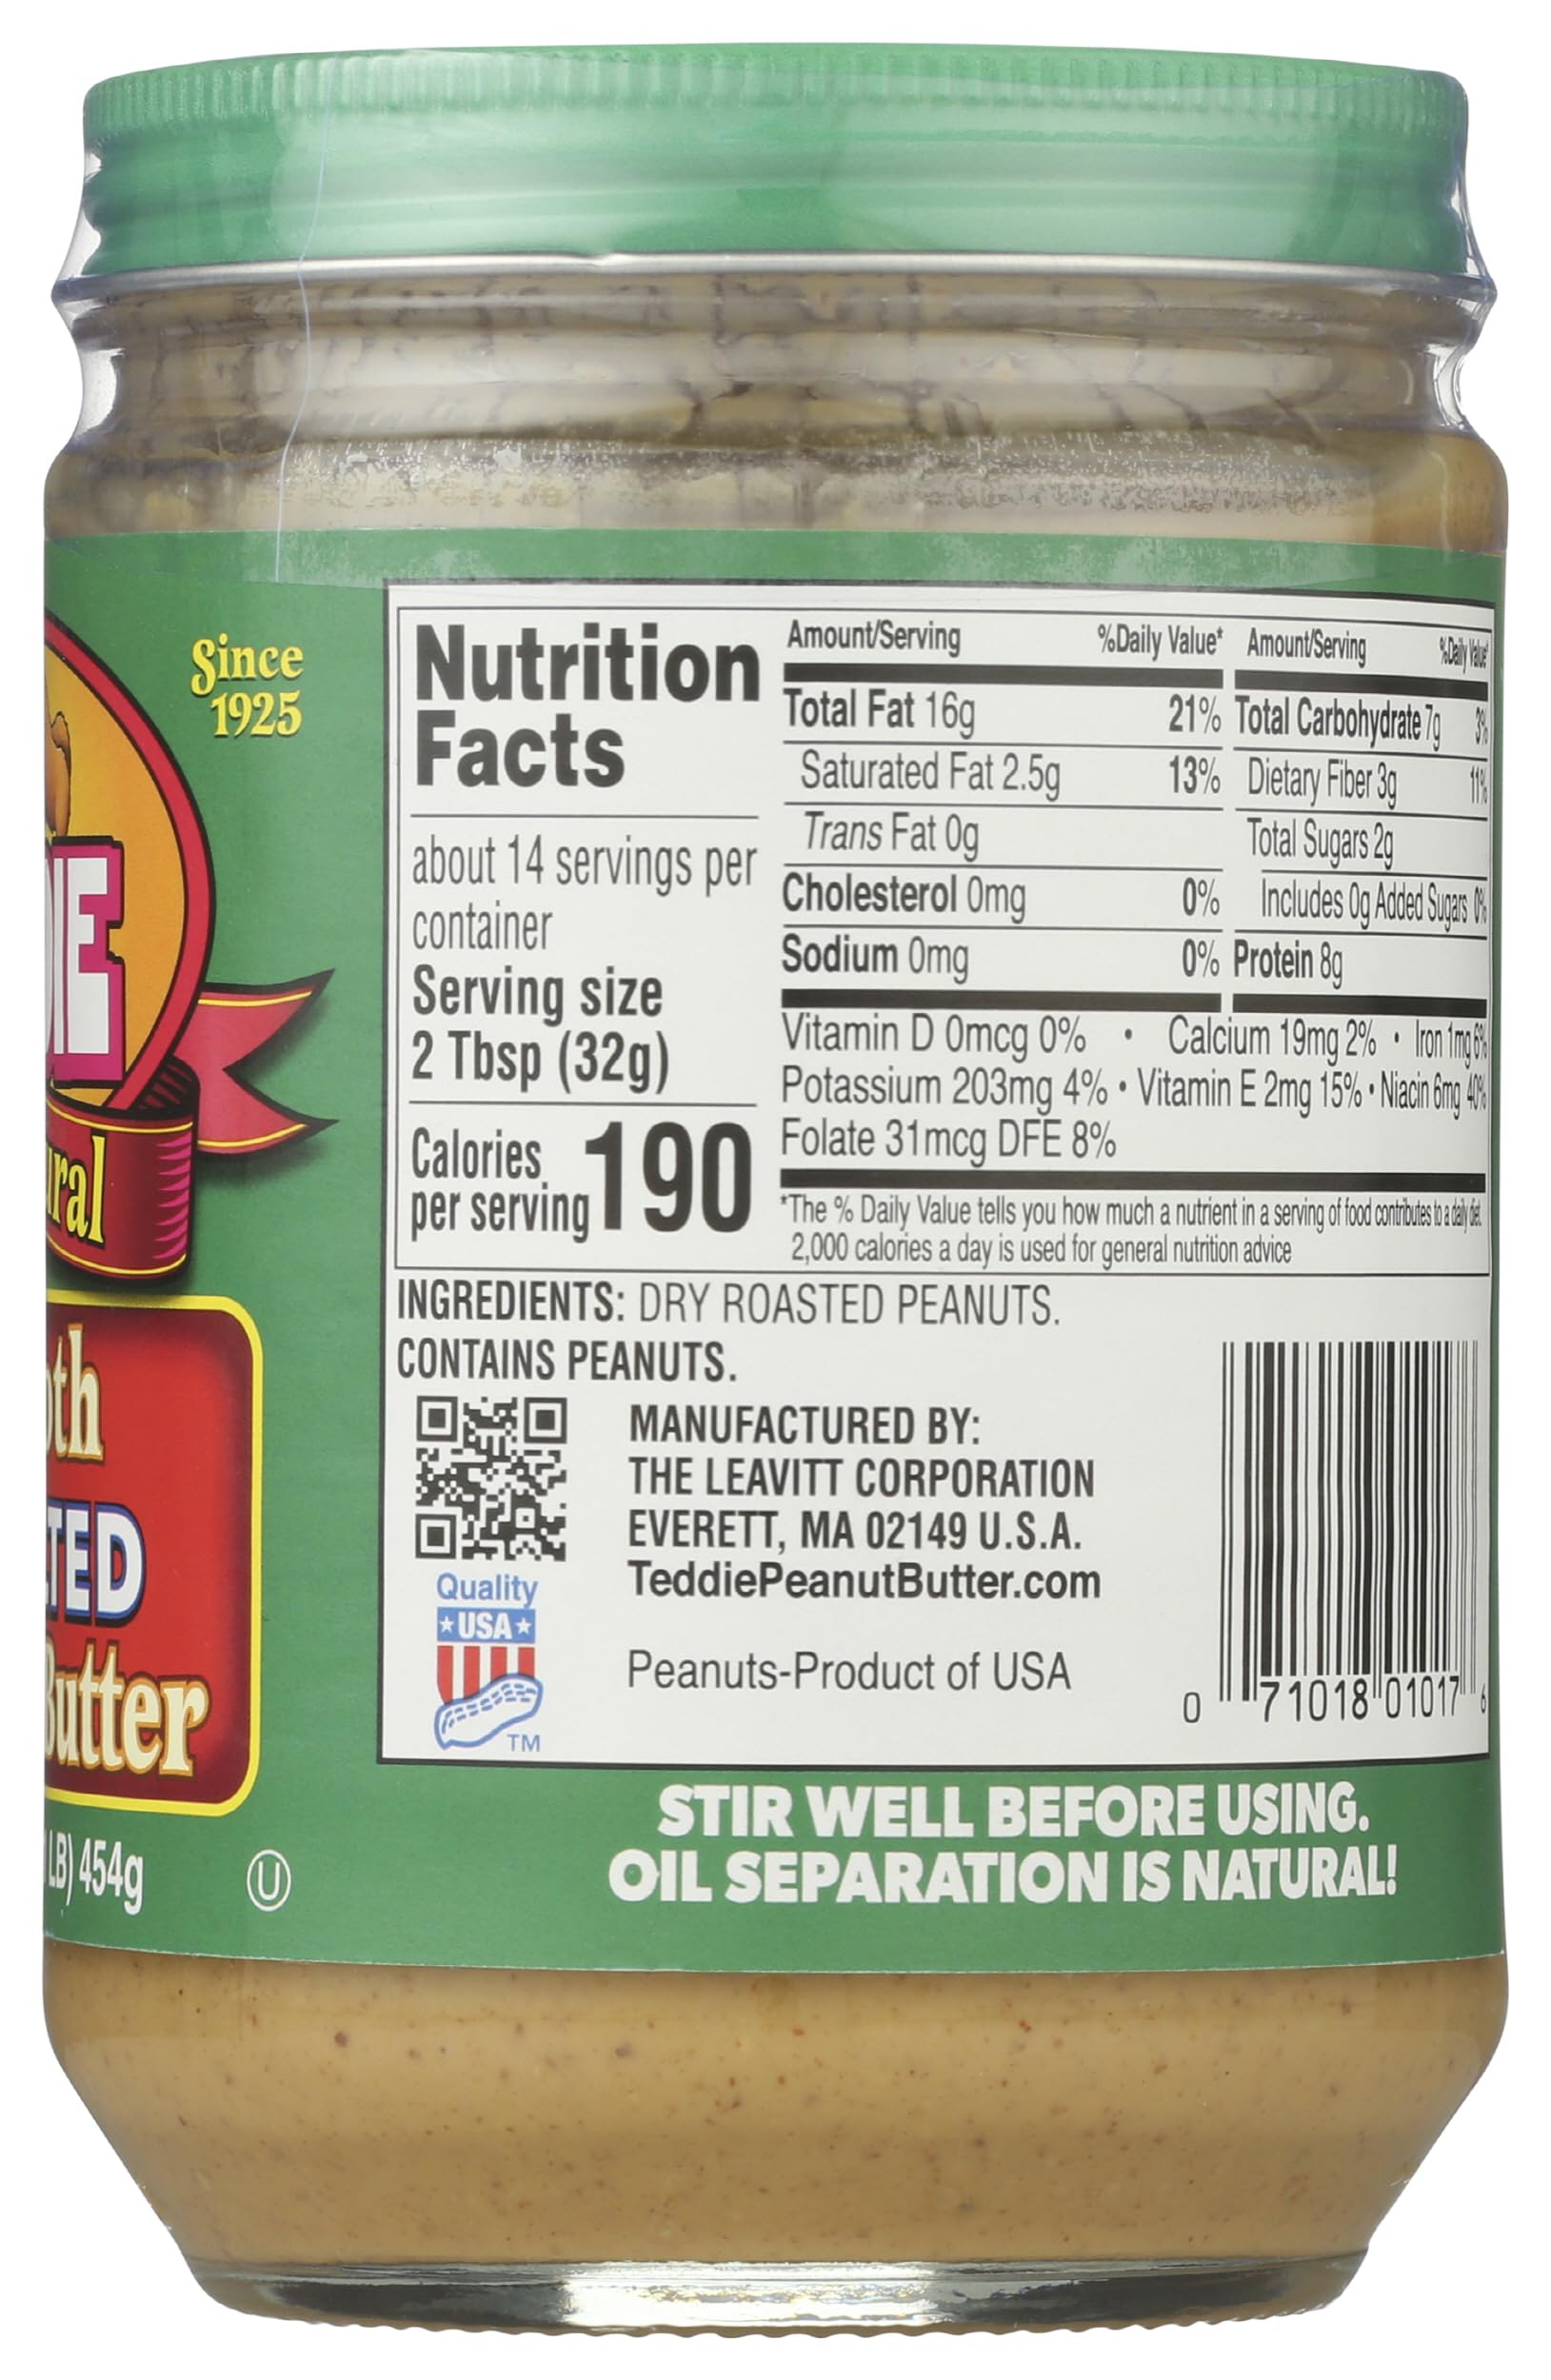 Since
1925
DIE
ural
oth
TED
Butter
LB) 454g
U
Nutrition
Facts
about 14 servings per
container
Serving size
2 Tbsp (32g)
Calories
per serving 190
Amount/Serving %Daily Value*
Total Fat 16g 21%
Saturated Fat 2.5g 13%
Trans Fat 0g
Cholesterol 0mg 0%
Sodium 0mg 0%
Amount/Serving %Daily Value*
Total Carbohydrate 7g 3%
Dietary Fiber 3g 11%
Total Sugars 2g
Includes 0g Added Sugars 0%
Protein 8g
Vitamin D 0mcg 0% • Calcium 19mg 2% • Iron 1mg 6%
Potassium 203mg 4% • Vitamin E 2mg 15% • Niacin 6mg 40%
Folate 31mcg DFE 8%
*The % Daily Value tells you how much a nutrient in a serving of food contributes to a daily diet.
2,000 calories a day is used for general nutrition advice
INGREDIENTS: DRY ROASTED PEANUTS.
CONTAINS PEANUTS.
MANUFACTURED BY:
THE LEAVITT CORPORATION
EVERETT, MA 02149 U.S.A.
TeddiePeanutButter.com
Peanuts-Product of USA
Quality
★USA★
TM
0 71018 01017 6
STIR WELL BEFORE USING.
OIL SEPARATION IS NATURAL!